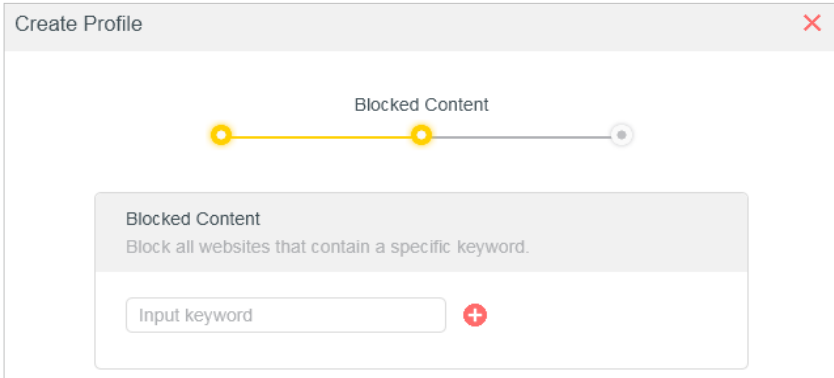 Create Profile
Blocked Content
Blocked Content
Block all websites that contain a specific keyword.
Input keyword